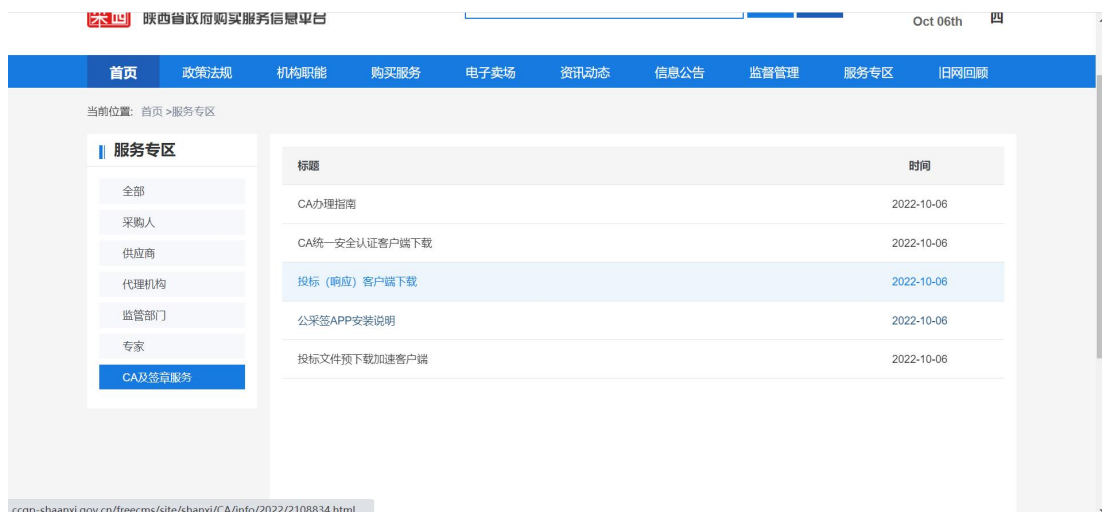 采购 陕西省政府购买服务信息平台
Oct 06th 四
首页 政策法规 机构职能 购买服务 电子卖场 资讯动态 信息公告 监督管理 服务专区 旧网回顾
当前位置: 首页 >服务专区
服务专区
全部
采购人
供应商
代理机构
监管部门
专家
CA及签章服务
标题 时间
CA办理指南 2022-10-06
CA统一安全认证客户端下载 2022-10-06
投标（响应）客户端下载 2022-10-06
公采签APP安装说明 2022-10-06
投标文件预下载加速客户端 2022-10-06
ccgp-shaanxi.gov.cn/freecms/site/shanxi/CA/info/2022/2108834.html